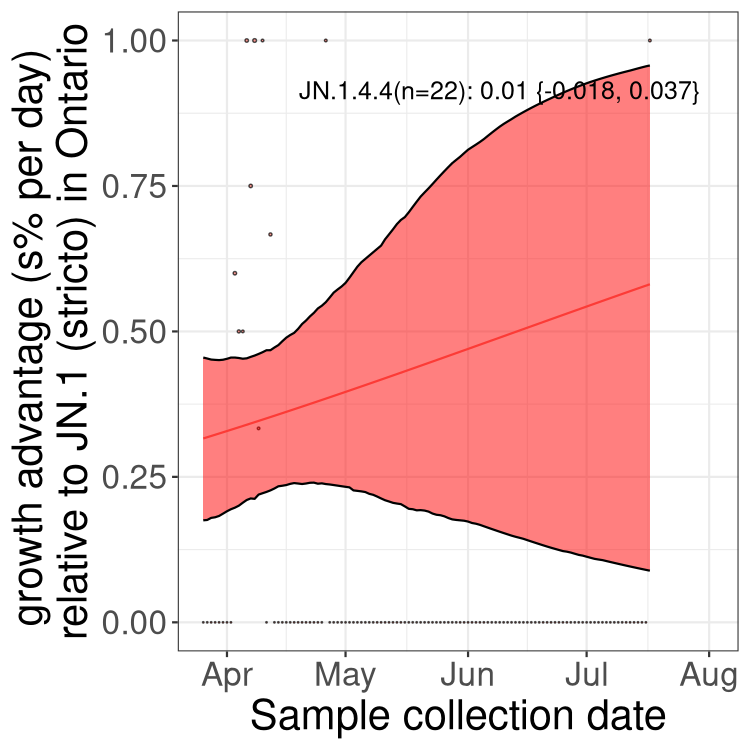 growth advantage (s% per day)
relative to JN.1 (stricto) in Ontario
1.00
0.75
0.50
0.25
0.00
JN.1.4.4(n=22): 0.01 {-0.018, 0.037}
Apr May Jun Jul Aug
Sample collection date